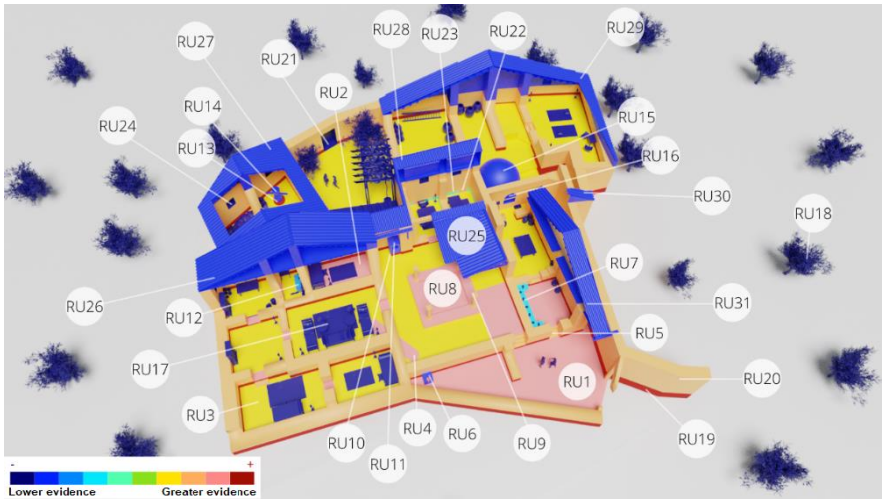 RU28
RU23
RU22
RU29
RU21
RU27
RU2
RU14
RU24
RU13
RU15
RU16
RU30
RU25
RU18
RU7
RU8
RU26
RU12
RU31
RU17
RU5
RU20
RU1
RU3
RU10
RU4
RU6
RU9
RU19
RU11
- +
Lower evidence Greater evidence